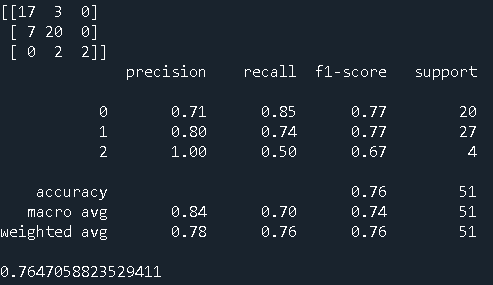 [[17  3  0]
 [ 7 20  0]
 [ 0  2  2]]
              precision    recall  f1-score   support

           0       0.71      0.85      0.77        20
           1       0.80      0.74      0.77        27
           2       1.00      0.50      0.67         4

    accuracy                           0.76        51
   macro avg       0.84      0.70      0.74        51
weighted avg       0.78      0.76      0.76        51

0.7647058823529411